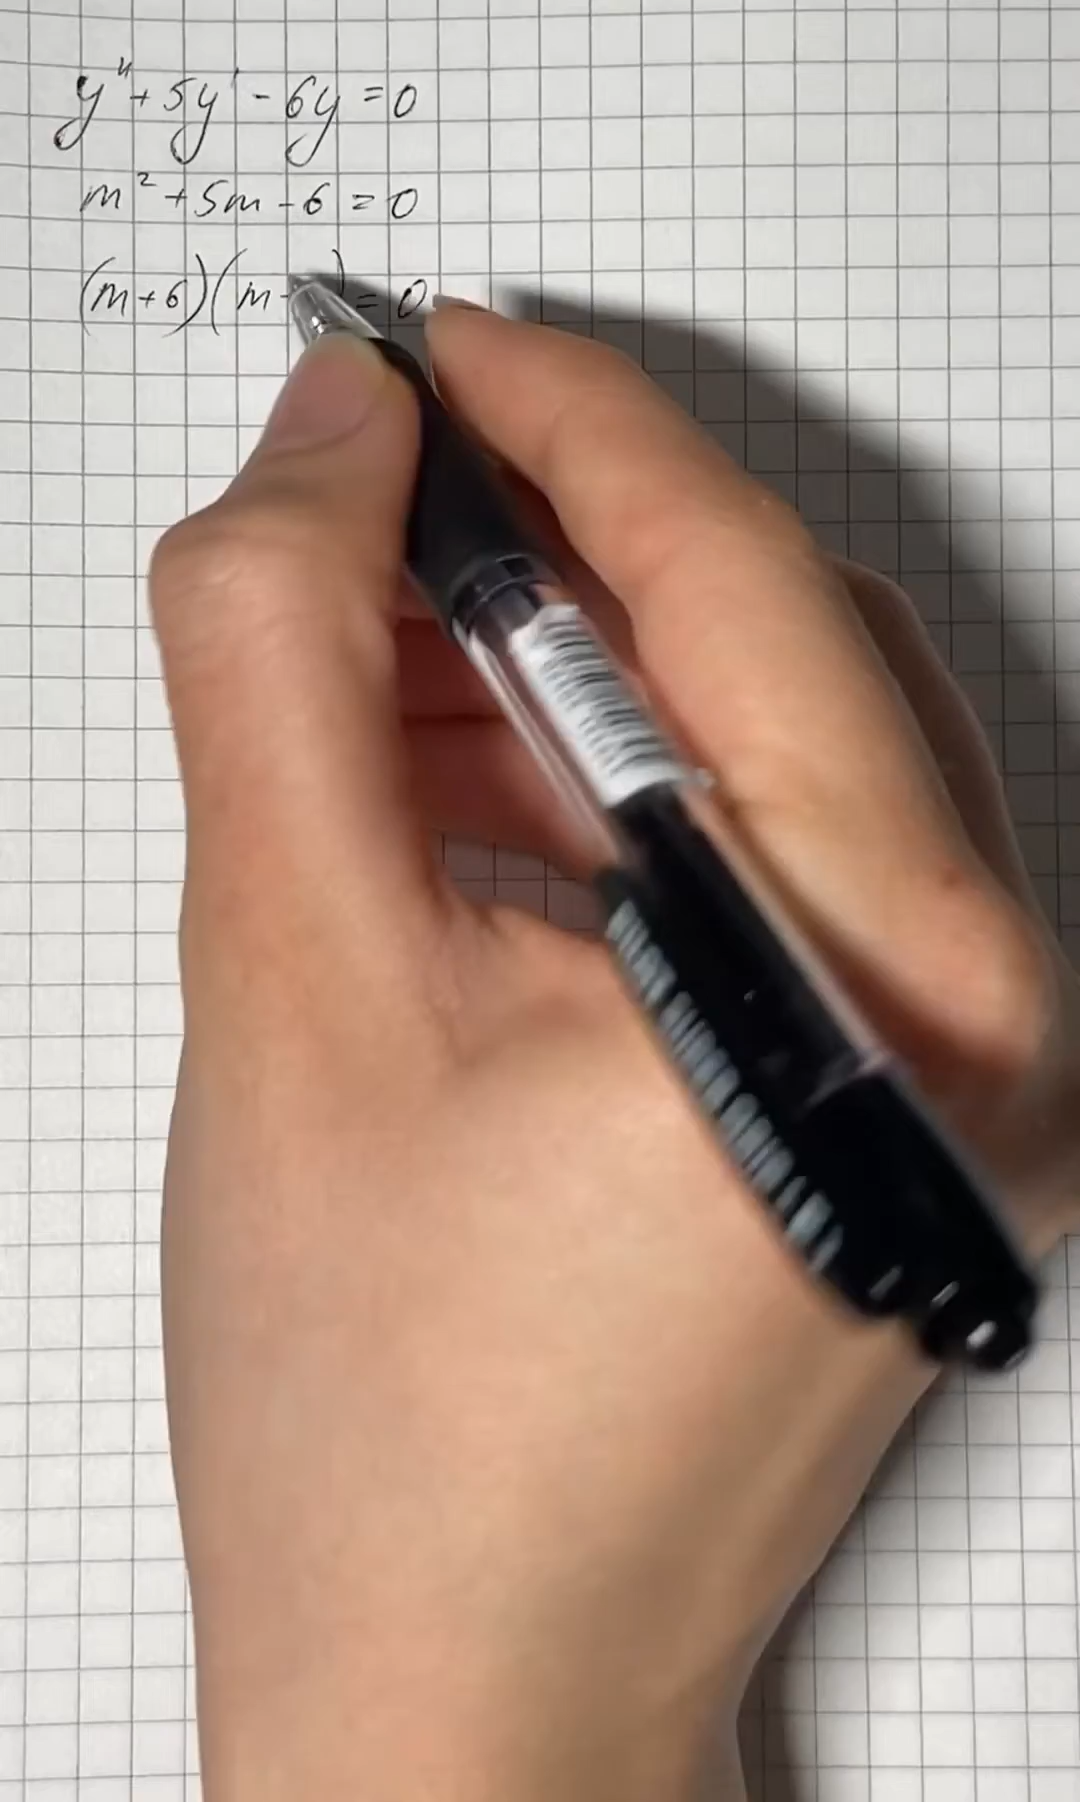 y" + 5y' - 6y = 0
m² + 5m - 6 = 0
(m+6)(m- ) = 0